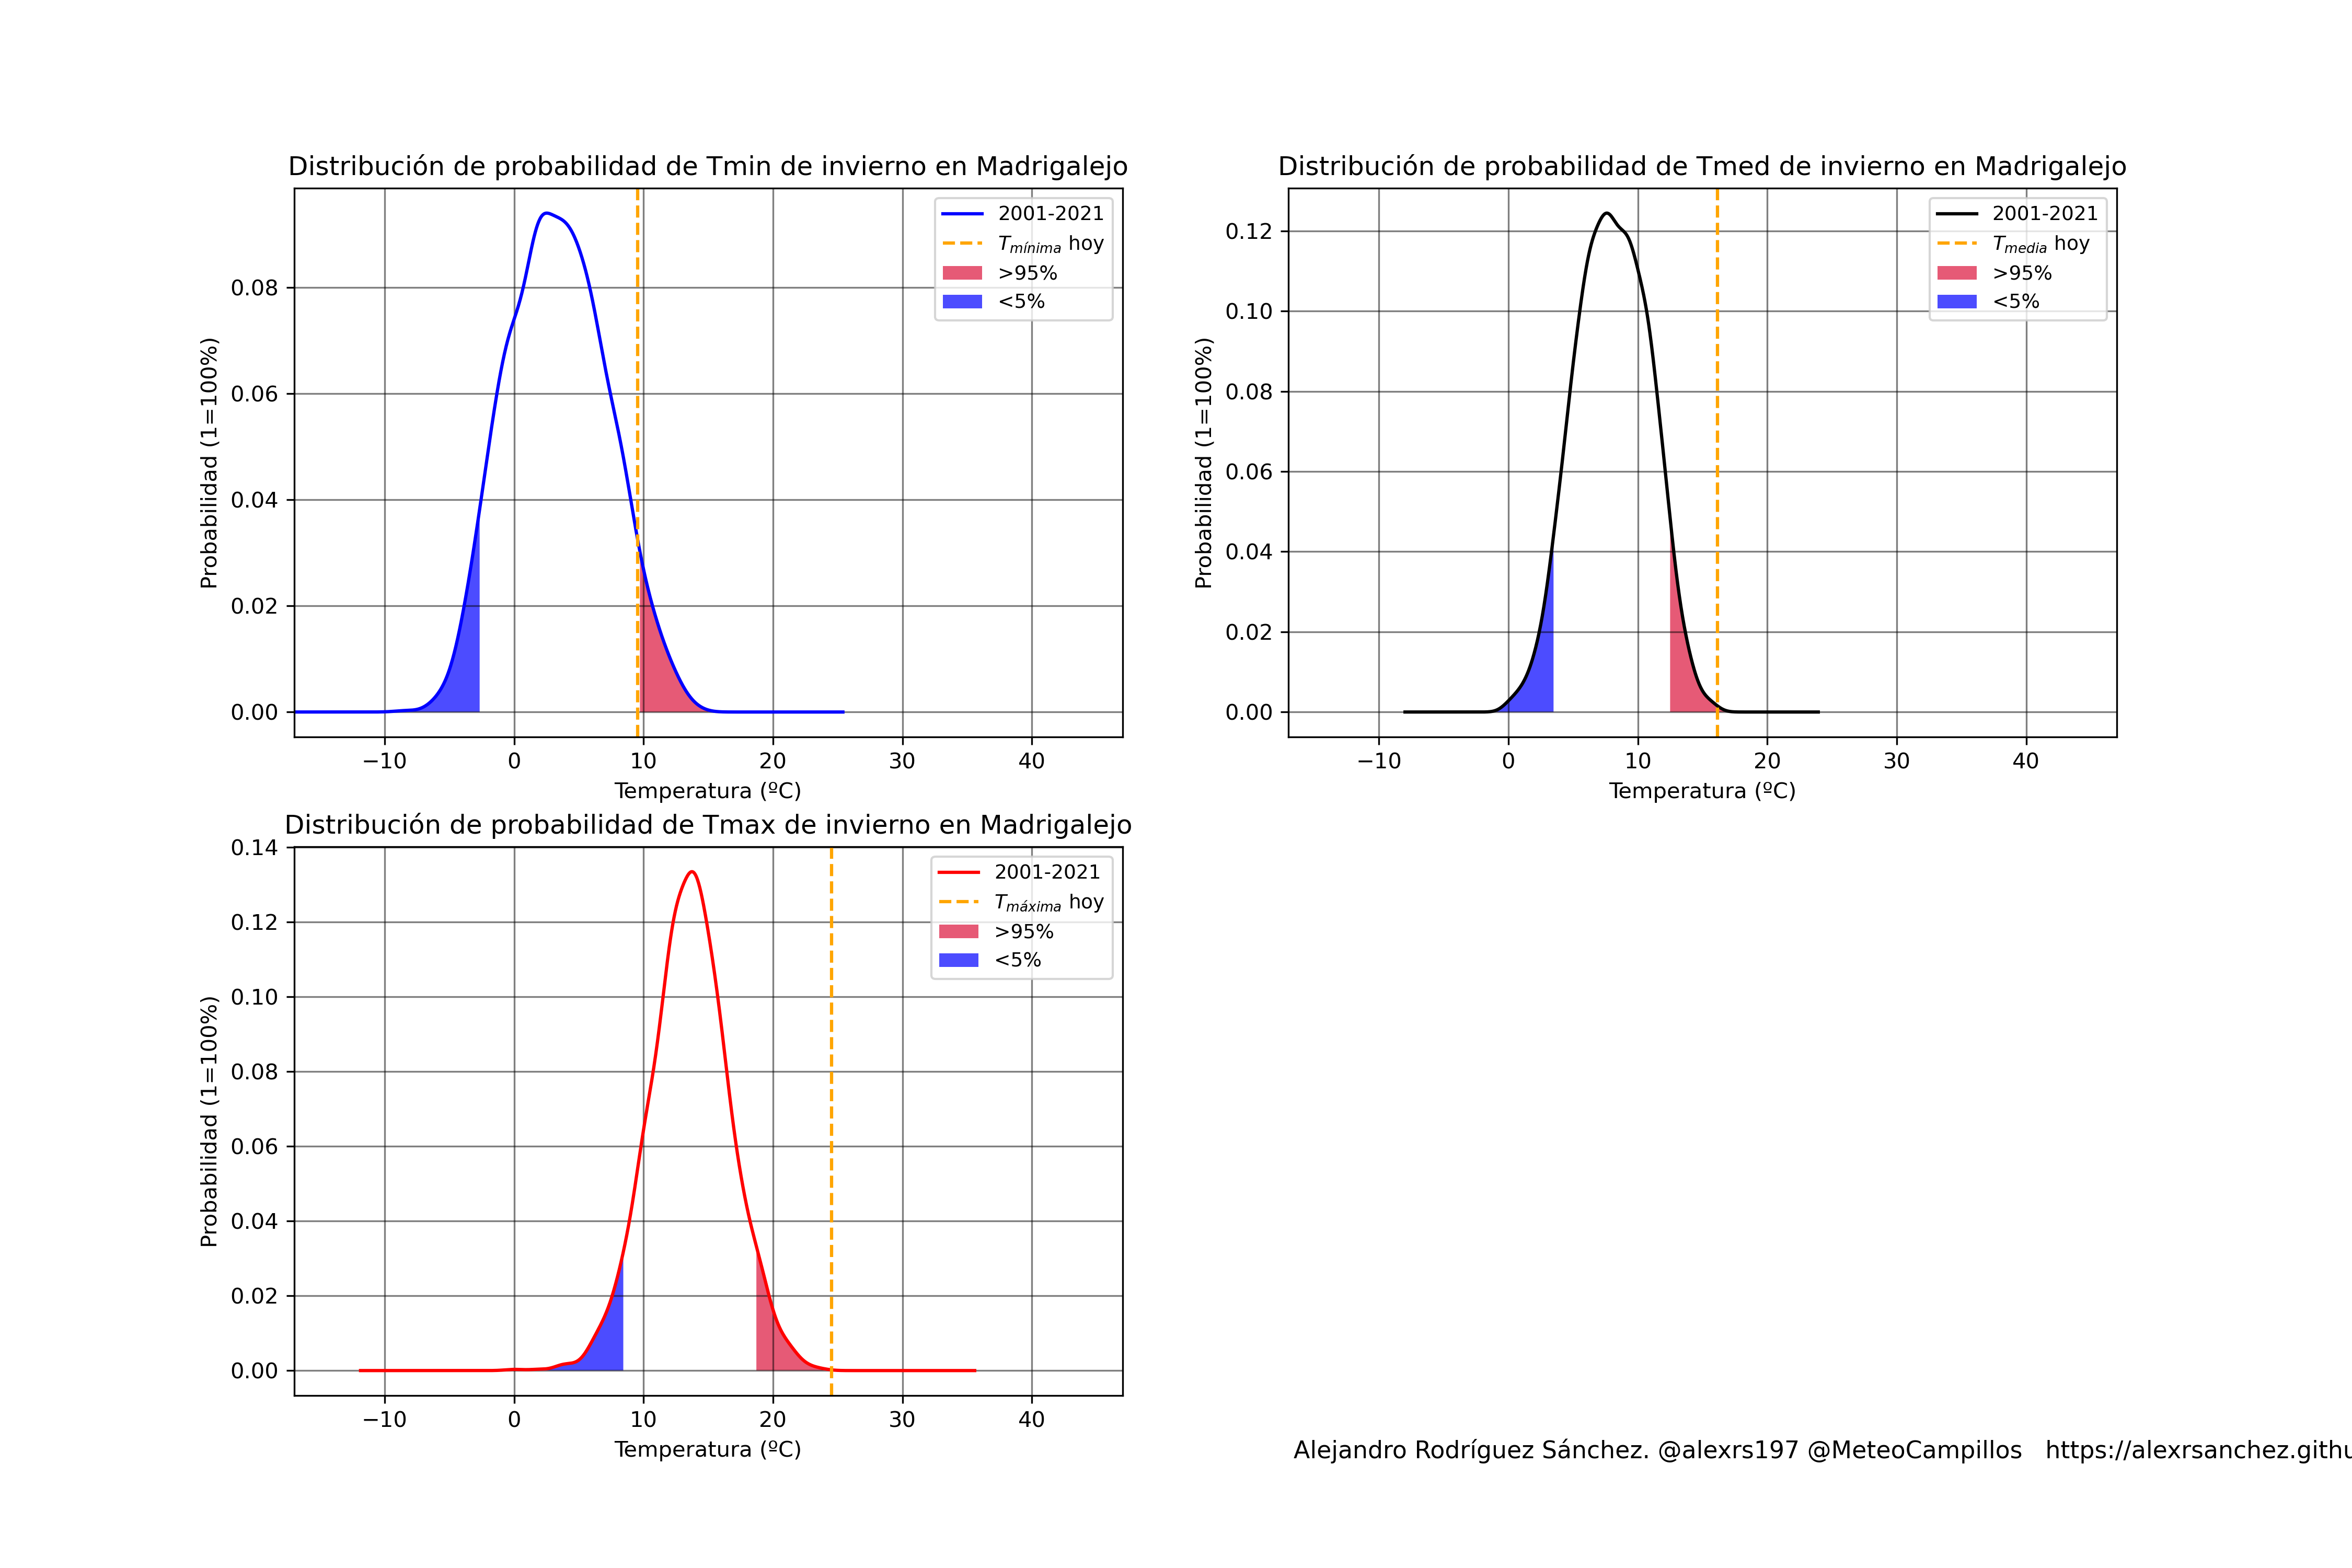 Distribución de probabilidad de Tmin de invierno en Madrigalejo
Probabilidad (1=100%)
0.08
0.06
0.04
0.02
0.00
2001-2021
Tmínima hoy
>95%
<5%
−10 0 10 20 30 40
Temperatura (ºC)
Distribución de probabilidad de Tmed de invierno en Madrigalejo
Probabilidad (1=100%)
0.12
0.10
0.08
0.06
0.04
0.02
0.00
2001-2021
Tmedia hoy
>95%
<5%
−10 0 10 20 30 40
Temperatura (ºC)
Distribución de probabilidad de Tmax de invierno en Madrigalejo
Probabilidad (1=100%)
0.14
0.12
0.10
0.08
0.06
0.04
0.02
0.00
2001-2021
Tmáxima hoy
>95%
<5%
−10 0 10 20 30 40
Temperatura (ºC)
Alejandro Rodríguez Sánchez. @alexrs197 @MeteoCampillos https://alexrsanchez.githu